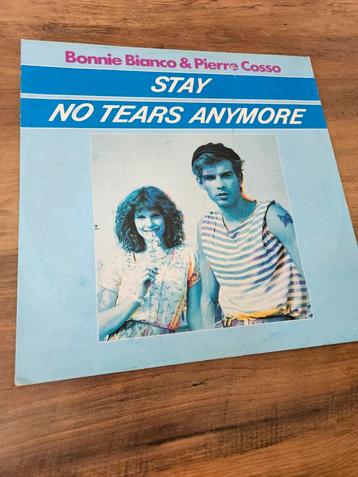 Bonnie Bianco & Pierre Cosso
STAY
NO TEARS ANYMORE